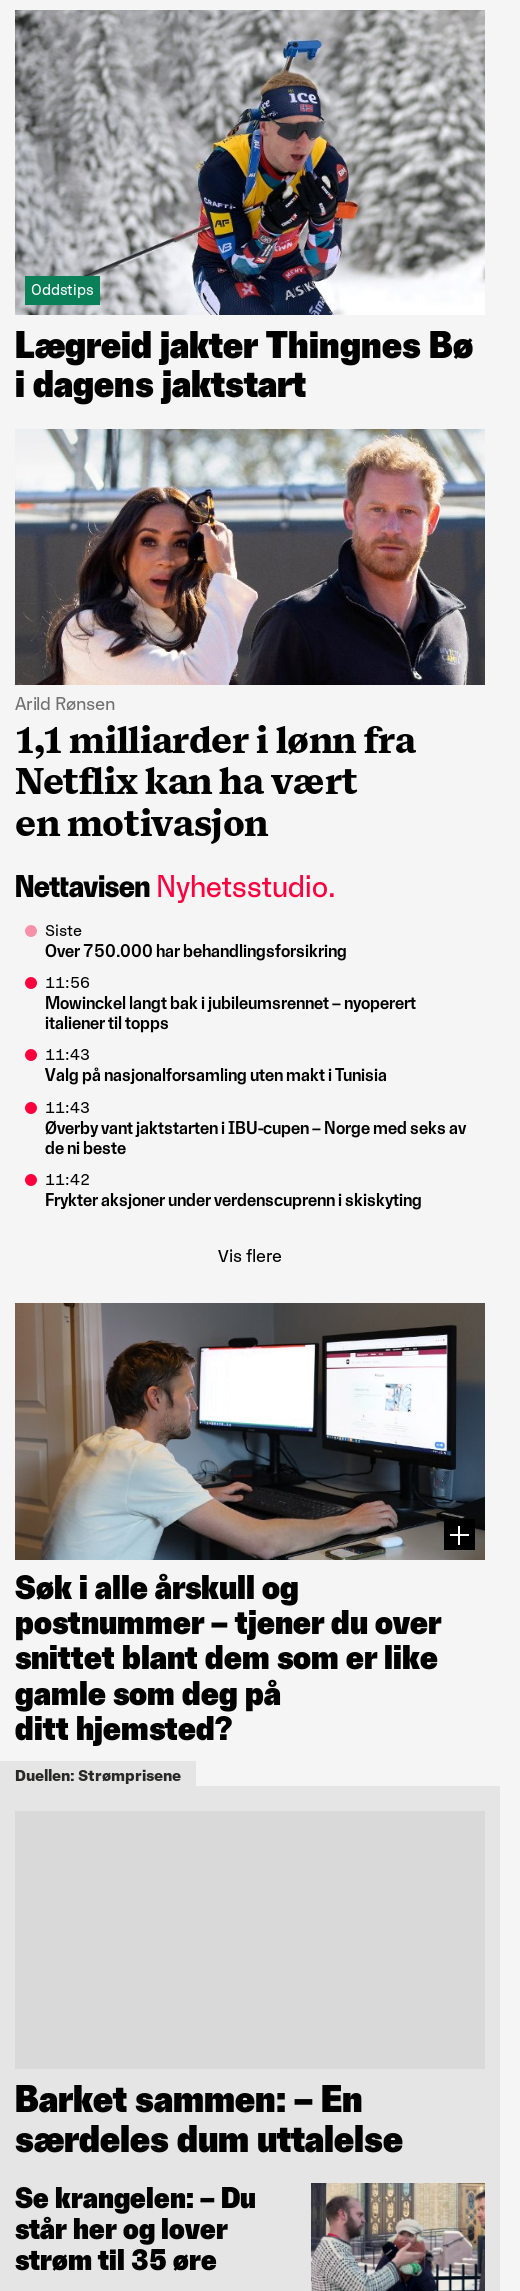 ice
CRAFT
AF
Oddstips
Lægreid jakter Thingnes Bø
i dagens jaktstart
Arild Rønsen
1,1 milliarder i lønn fra
Netflix kan ha vært
en motivasjon
Nettavisen Nyhetsstudio.
Siste
Over 750.000 har behandlingsforsikring
11:56
Mowinckel langt bak i jubileumsrennet – nyoperert
italiener til topps
11:43
Valg på nasjonalforsamling uten makt i Tunisia
11:43
Øverby vant jaktstarten i IBU-cupen – Norge med seks av
de ni beste
11:42
Frykter aksjoner under verdenscuprenn i skiskyting
Vis flere
Søk i alle årskull og
postnummer – tjener du over
snittet blant dem som er like
gamle som deg på
ditt hjemsted?
Duellen: Strømprisene
Barket sammen: – En
særdeles dum uttalelse
Se krangelen: – Du
står her og lover
strøm til 35 øre